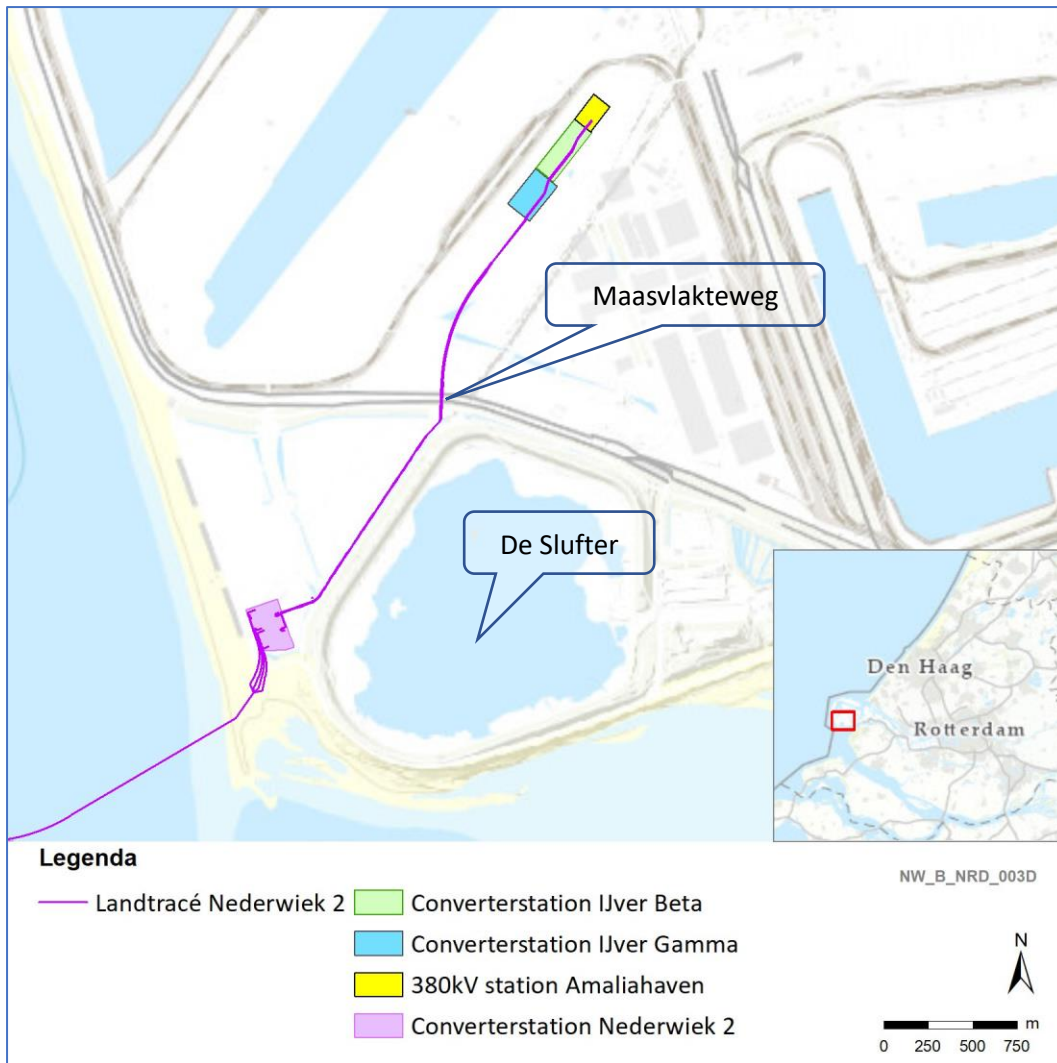 Maasvlakteweg
De Slufter
Den Haag
Rotterdam
Legenda
NW_B_NRD_003D
Landtracé Nederwiek 2
Converterstation IJver Beta
Converterstation IJver Gamma
380kV station Amaliahaven
Converterstation Nederwiek 2
N
m
0 250 500 750